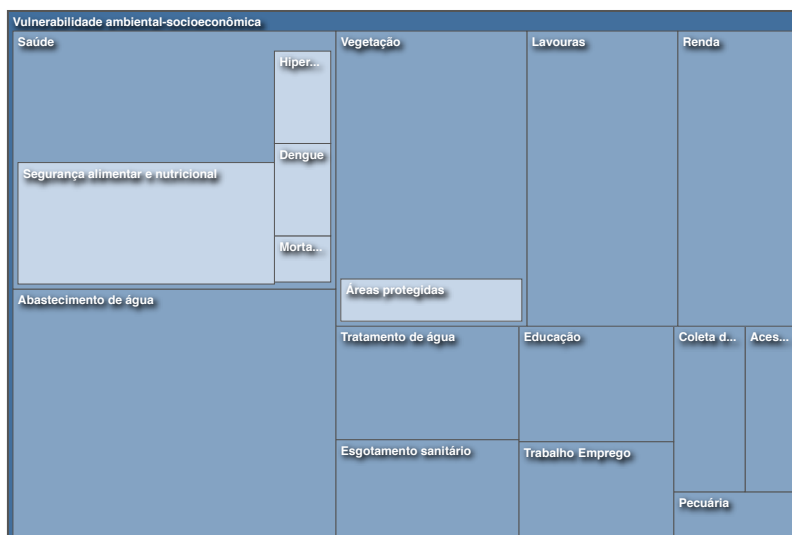 Vulnerabilidade ambiental-socioeconômica
Saúde
Hiper...
Dengue
Segurança alimentar e nutricional
Morta...
Vegetação
Áreas protegidas
Lavouras
Renda
Abastecimento de água
Tratamento de água
Educação
Coleta d...
Aces...
Esgotamento sanitário
Trabalho Emprego
Pecuária